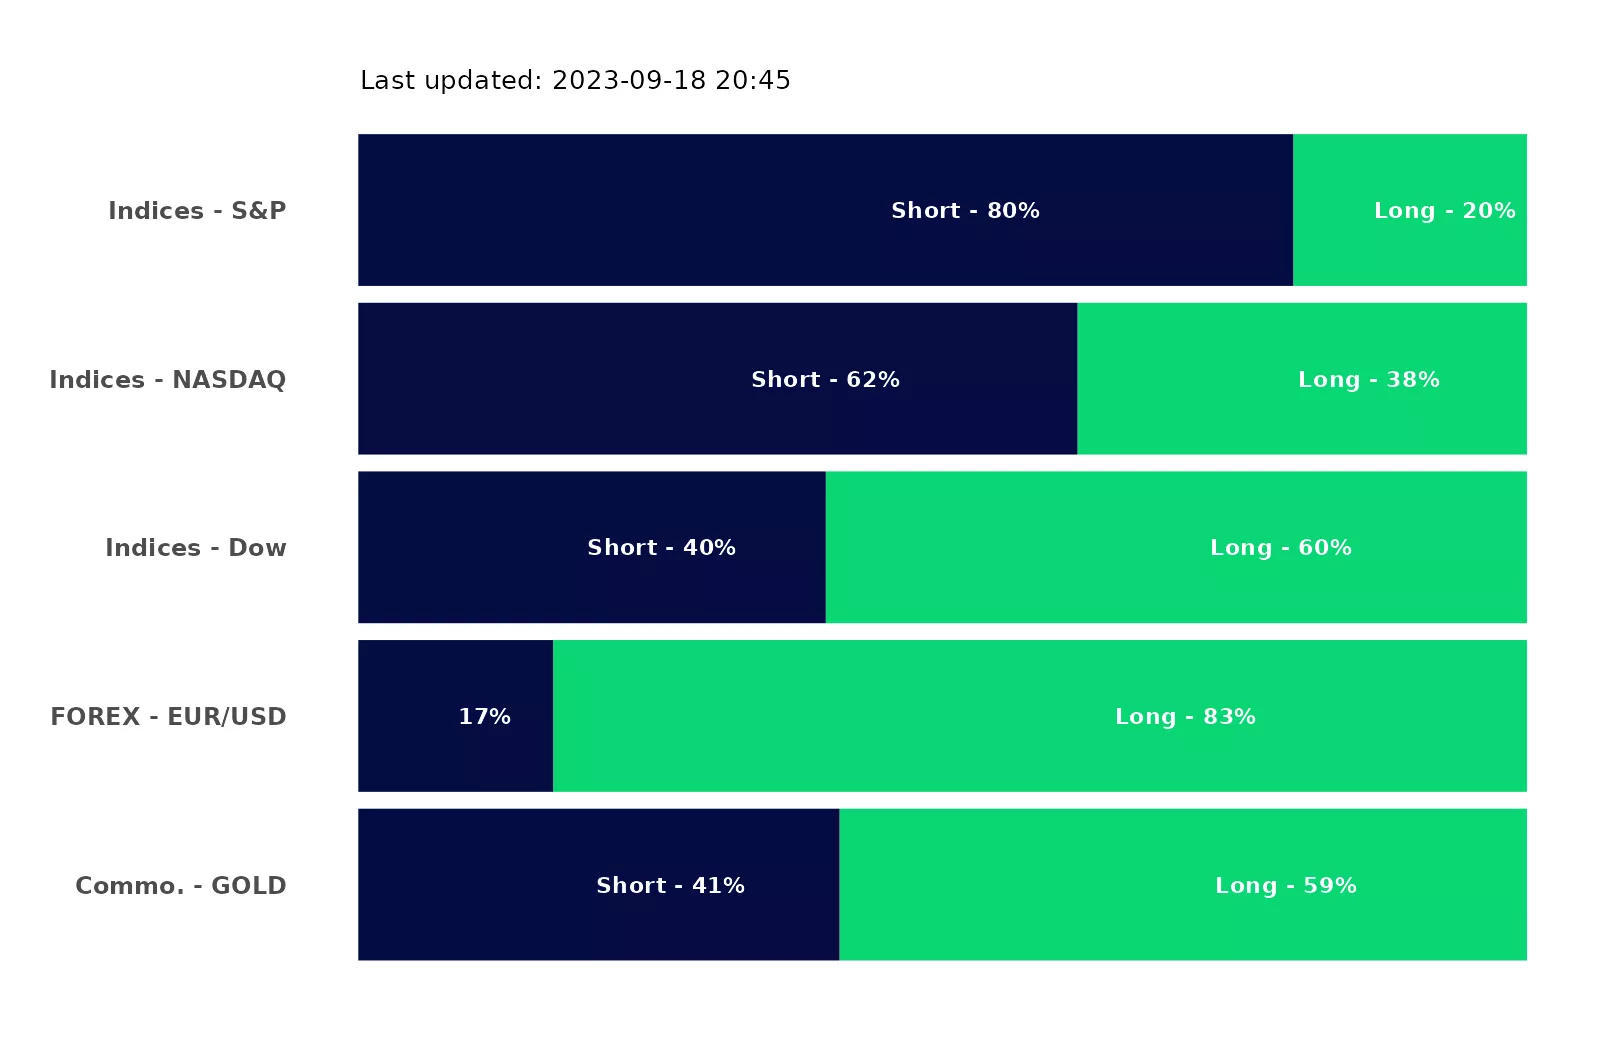 Last updated: 2023-09-18 20:45
Indices - S&P Short - 80% Long - 20%
Indices - NASDAQ Short - 62% Long - 38%
Indices - Dow Short - 40% Long - 60%
FOREX - EUR/USD 17% Long - 83%
Commo. - GOLD Short - 41% Long - 59%